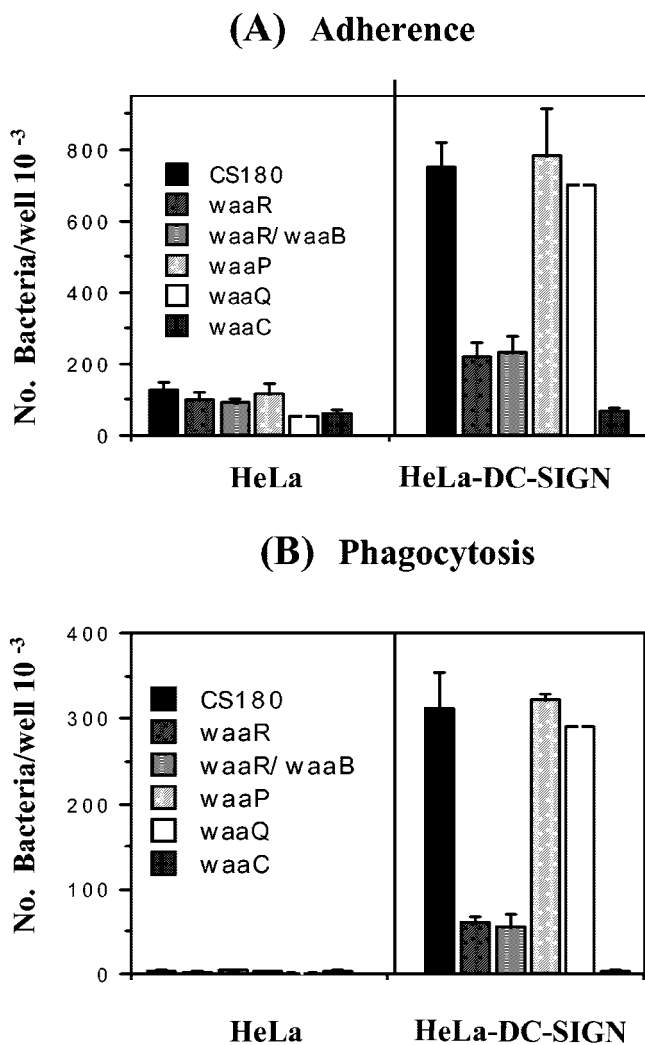 (A) Adherence
No. Bacteria/well 10 -3
800
600
400
200
0
CS180
waaR
waaR/ waaB
waaP
waaQ
waaC
HeLa
HeLa-DC-SIGN
(B) Phagocytosis
No. Bacteria/well 10 -3
400
300
200
100
0
CS180
waaR
waaR/ waaB
waaP
waaQ
waaC
HeLa
HeLa-DC-SIGN